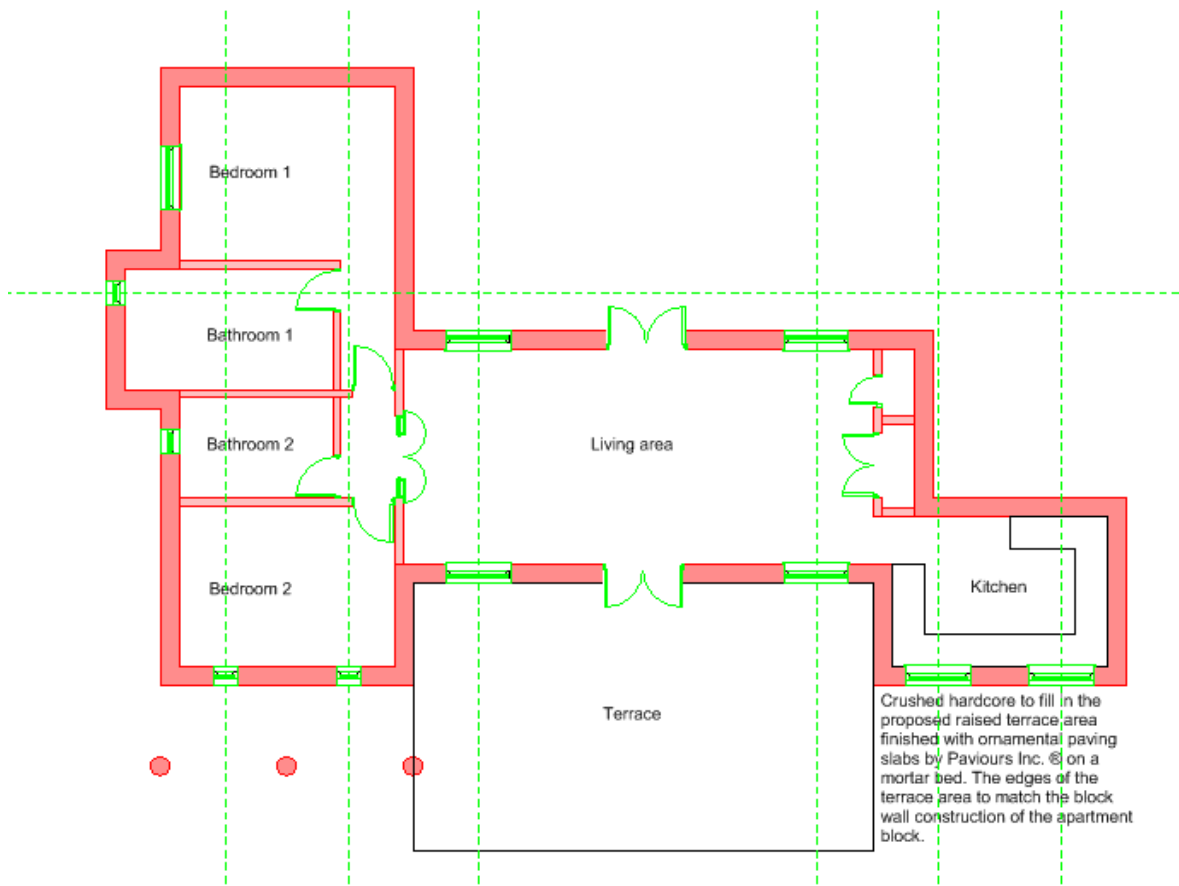 Bedroom 1
Bathroom 1
Bathroom 2
Living area
Bedroom 2
Kitchen
Terrace
Crushed hardcore to fill in the
proposed raised terrace area
finished with ornamental paving
slabs by Paviours Inc. ® on a
mortar bed. The edges of the
terrace area to match the block
wall construction of the apartment
block.